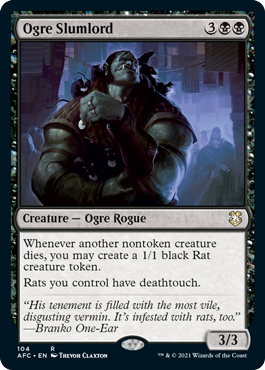 Ogre Slumlord 3
Creature — Ogre Rogue
Whenever another nontoken creature
dies, you may create a 1/1 black Rat
creature token.
Rats you control have deathtouch.
“His tenement is filled with the most vile,
disgusting vermin. It’s infested with rats, too.”
—Branko One-Ear
3/3
104 R
AFC • EN TREVOR CLAXTON ™ & © 2021 Wizards of the Coast